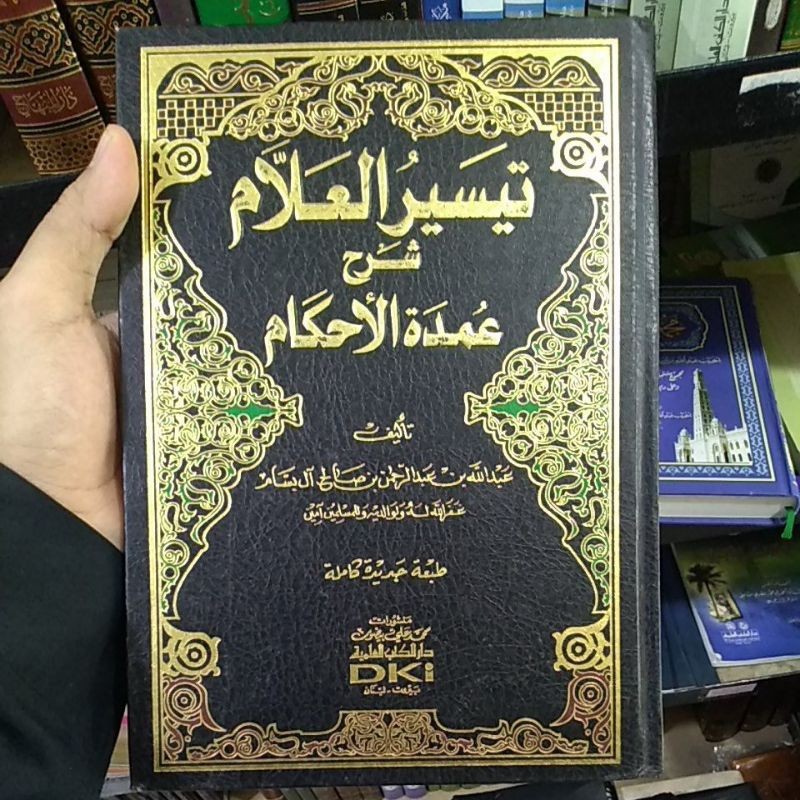 تيسير العلام
شرح
عمدة الأحكام
تأليف
عبد الله بن عبد الرحمن بن صالح آل بسام
غفر الله له ولوالديه وللمسلمين آمين
طبعة جديدة كاملة
منشورات
محمد علي بيضون
دار الكتب العلمية
DKi
بيروت - لبنان